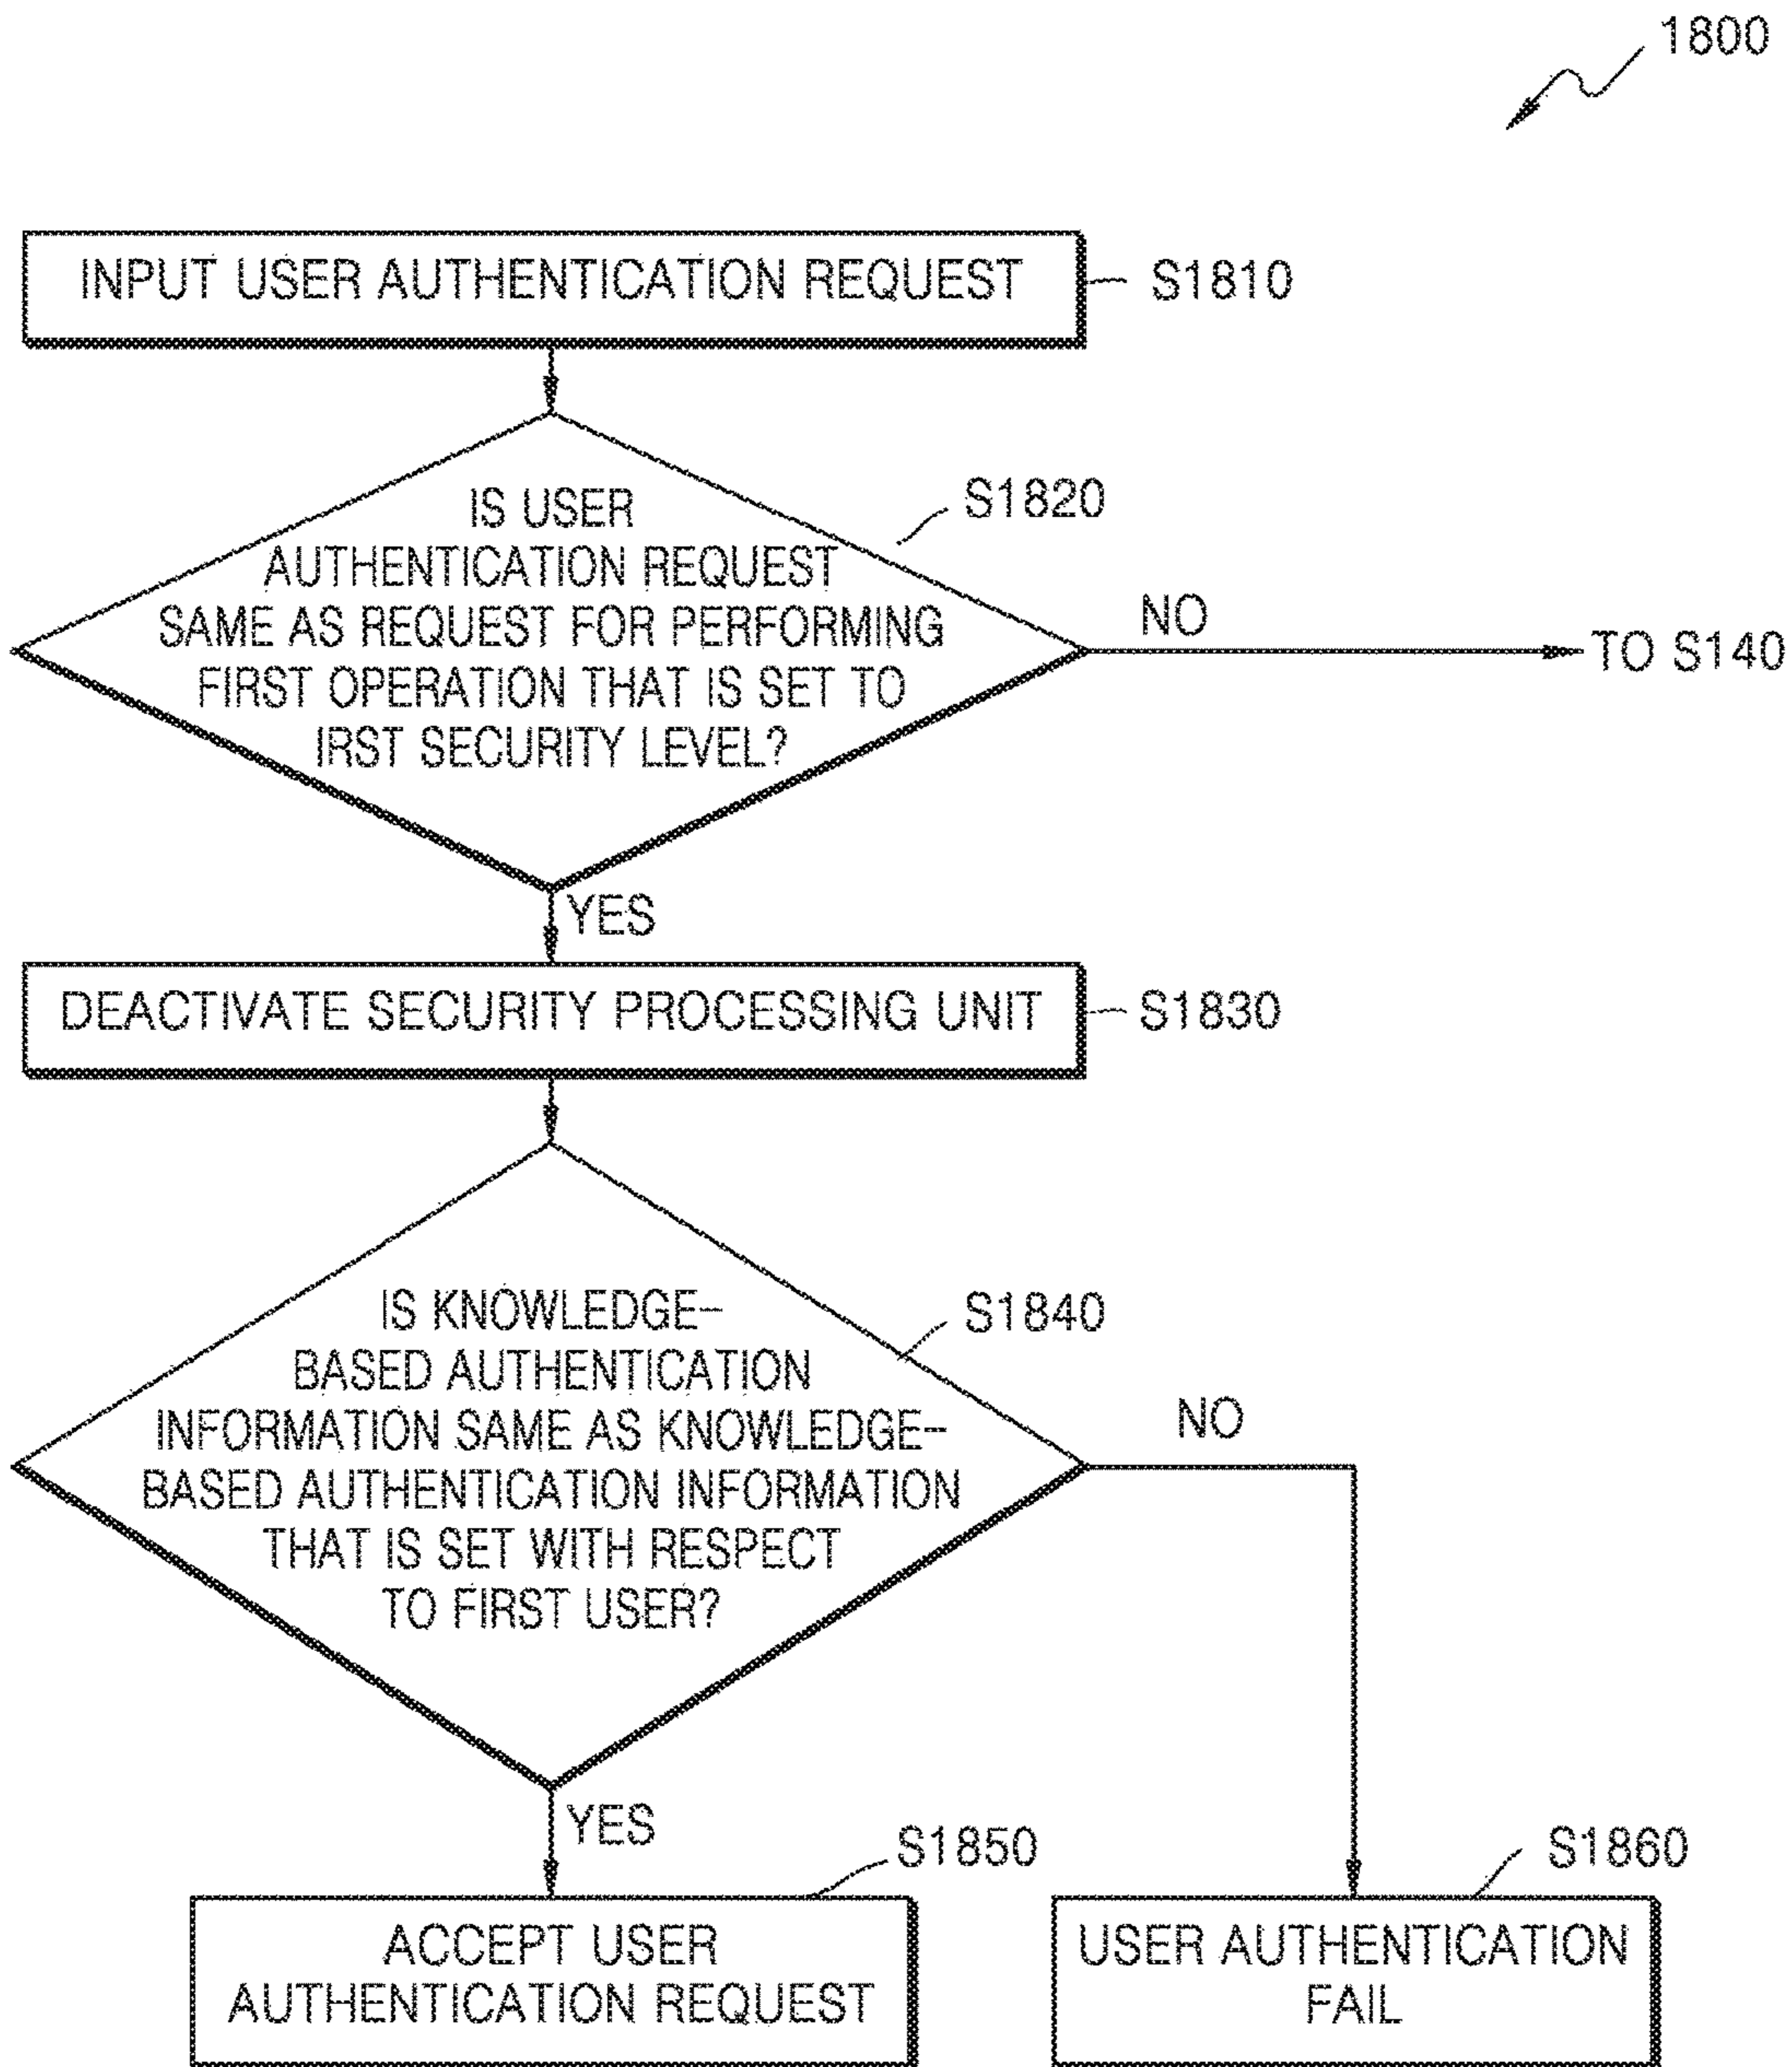 1800
INPUT USER AUTHENTICATION REQUEST
S1810
IS USER
AUTHENTICATION REQUEST
SAME AS REQUEST FOR PERFORMING
FIRST OPERATION THAT IS SET TO
IRST SECURITY LEVEL?
S1820
NO
TO S140
YES
DEACTIVATE SECURITY PROCESSING UNIT
S1830
IS KNOWLEDGE-
BASED AUTHENTICATION
INFORMATION SAME AS KNOWLEDGE-
BASED AUTHENTICATION INFORMATION
THAT IS SET WITH RESPECT
TO FIRST USER?
S1840
NO
YES
S1850
ACCEPT USER
AUTHENTICATION REQUEST
S1860
USER AUTHENTICATION
FAIL